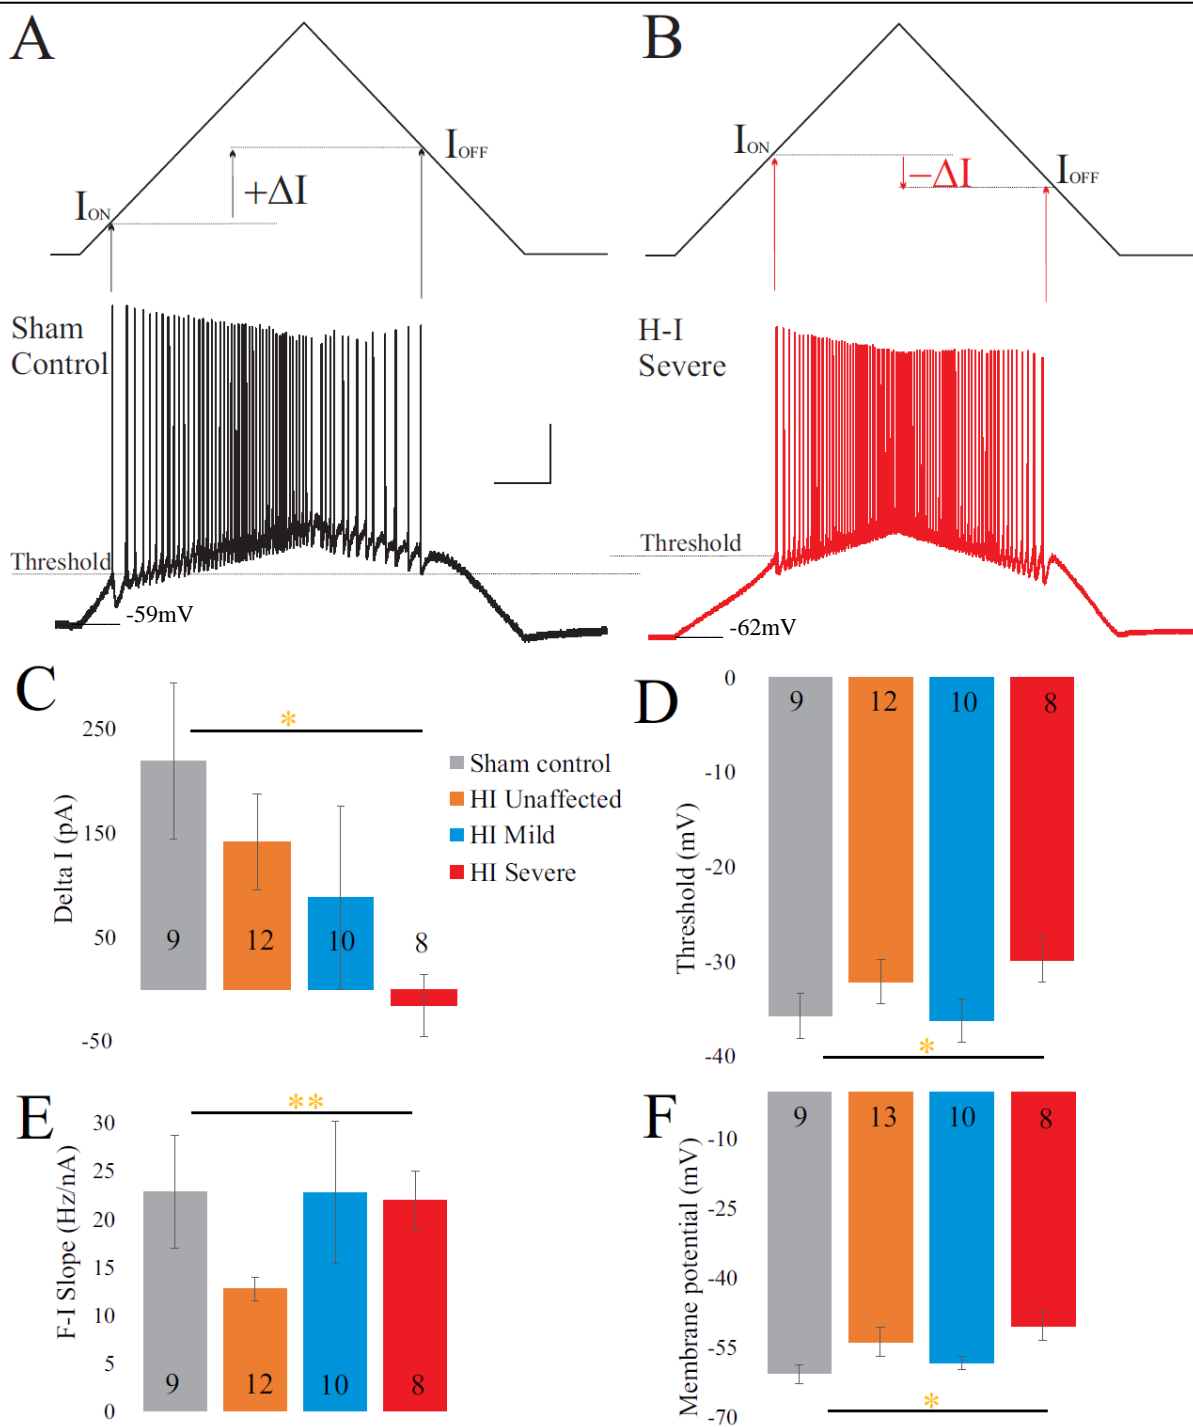 A
B
I_ON
I_OFF
+ΔI
I_ON
I_OFF
−ΔI
Sham
Control
H-I
Severe
Threshold
-59mV
Threshold
-62mV
C
250
150
50
-50
Delta I (pA)
*
9
12
10
8
Sham control
HI Unaffected
HI Mild
HI Severe
D
0
-10
-20
-30
-40
Threshold (mV)
9
12
10
8
*
E
30
25
20
15
10
5
0
F-I Slope (Hz/nA)
**
9
12
10
8
F
-10
-25
-40
-55
-70
Membrane potential (mV)
9
13
10
8
*